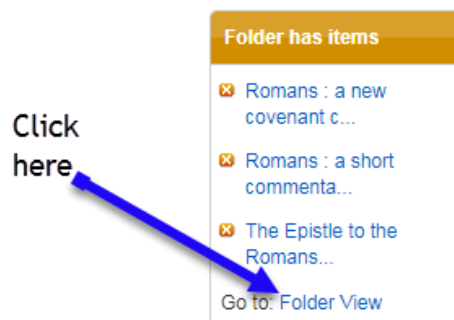 Folder has items
Romans : a new
covenant c...
Click
here
Romans : a short
commenta...
The Epistle to the
Romans...
Go to: Folder View